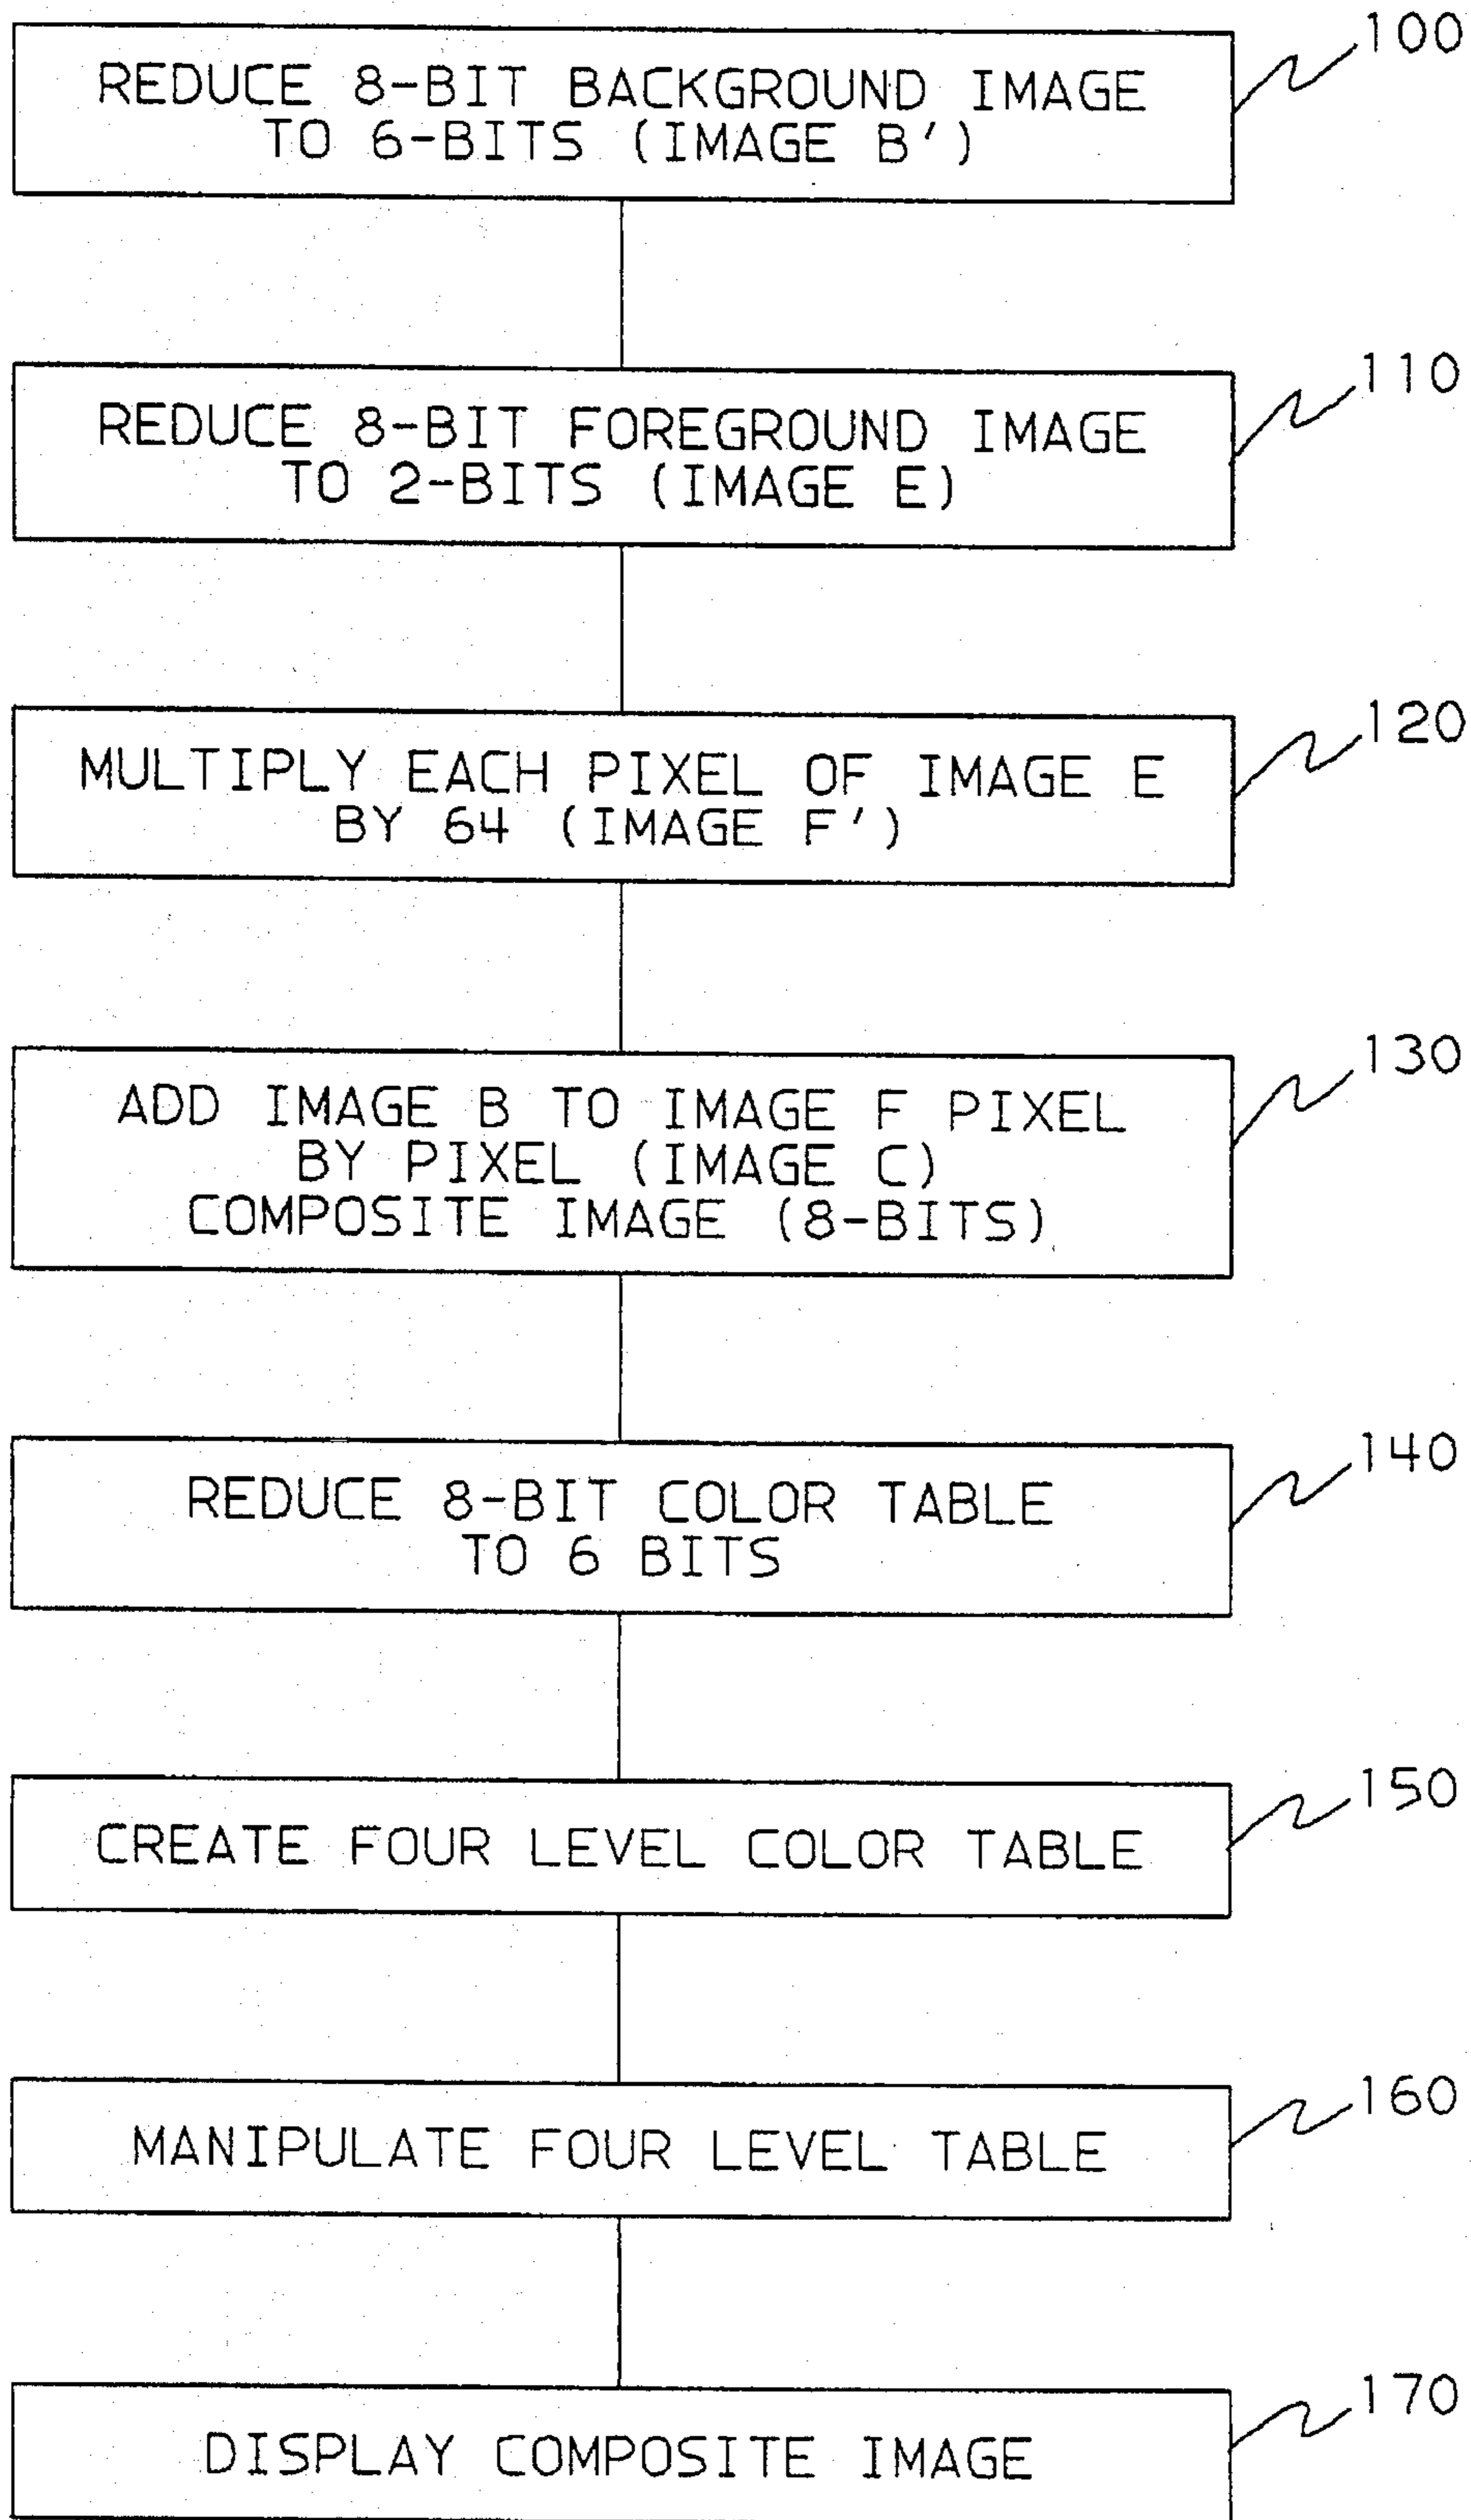 100
REDUCE 8-BIT BACKGROUND IMAGE
TO 6-BITS (IMAGE B')
110
REDUCE 8-BIT FOREGROUND IMAGE
TO 2-BITS (IMAGE E)
120
MULTIPLY EACH PIXEL OF IMAGE E
BY 64 (IMAGE F')
130
ADD IMAGE B TO IMAGE F PIXEL
BY PIXEL (IMAGE C)
COMPOSITE IMAGE (8-BITS)
140
REDUCE 8-BIT COLOR TABLE
TO 6 BITS
150
CREATE FOUR LEVEL COLOR TABLE
160
MANIPULATE FOUR LEVEL TABLE
170
DISPLAY COMPOSITE IMAGE